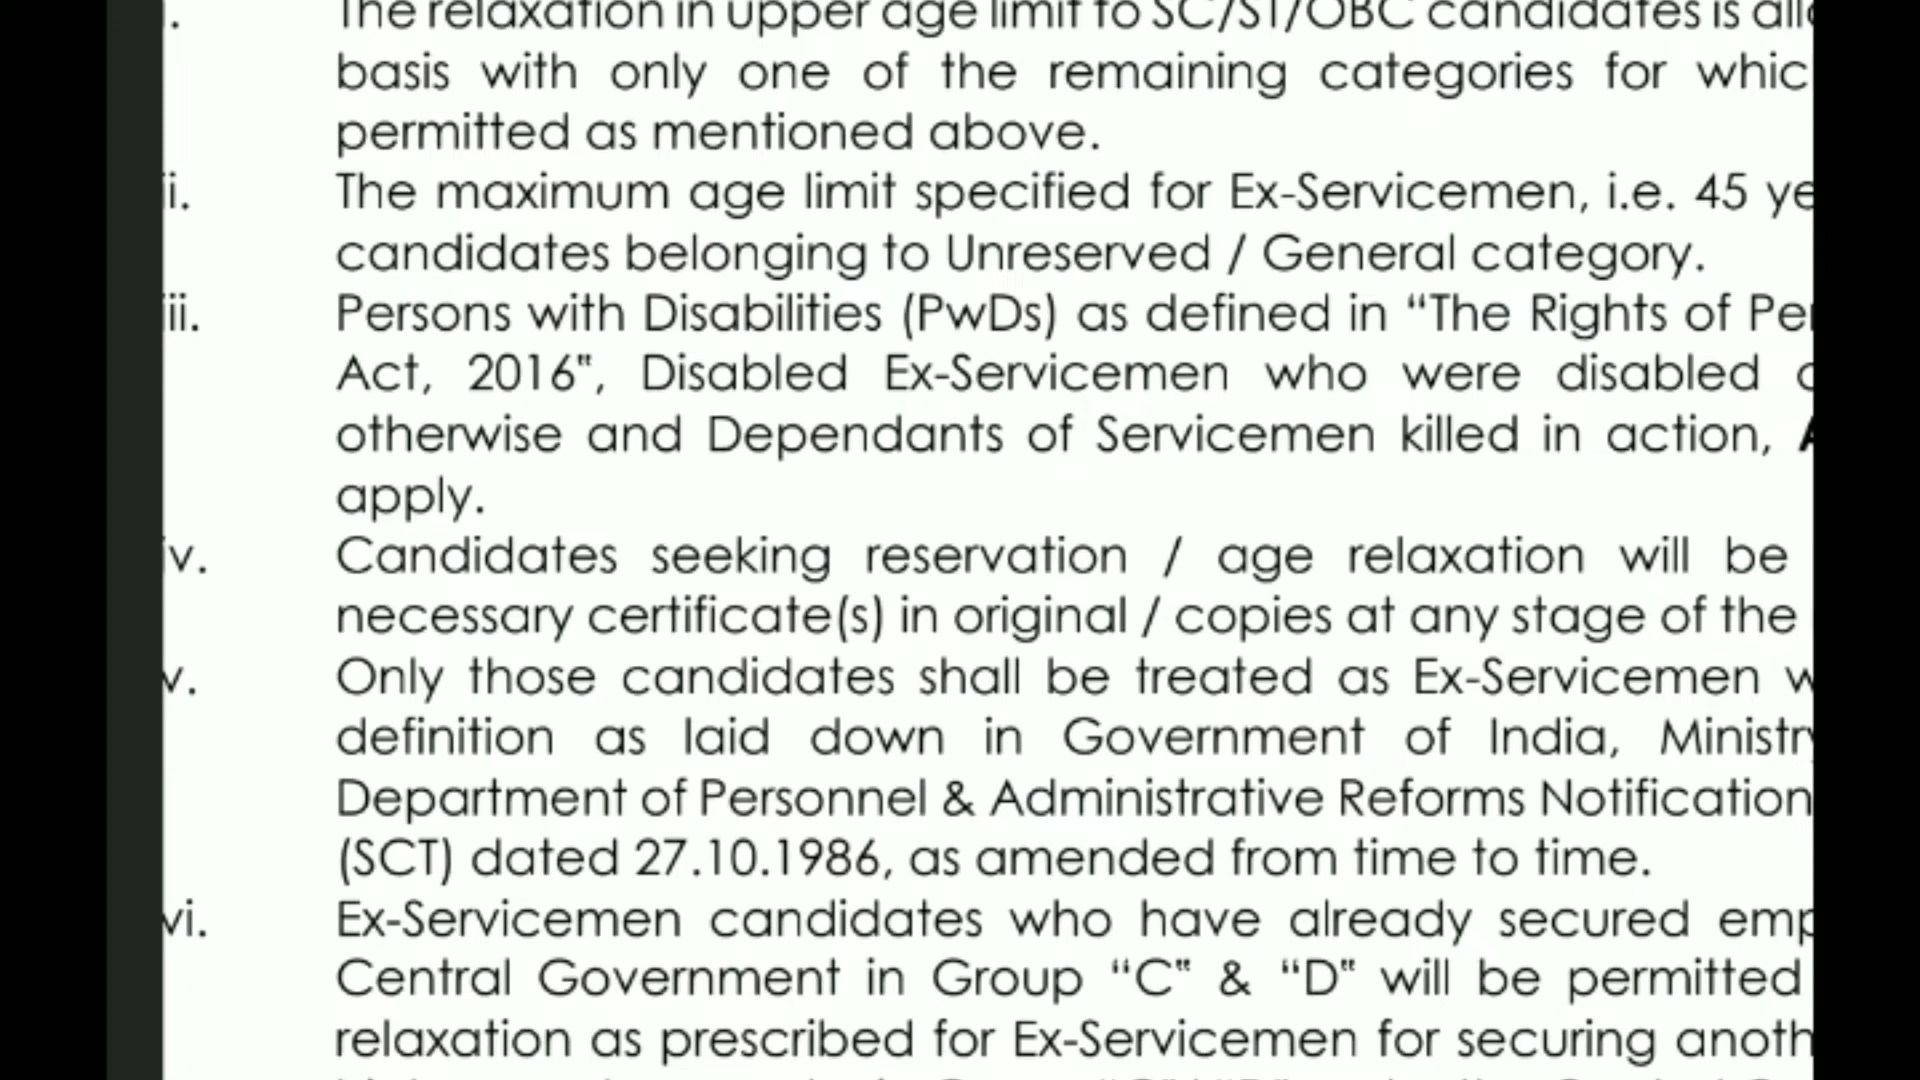 The relaxation in upper age limit to SC/ST/OBC candidates is
basis with only one of the remaining categories for
permitted as mentioned above.
ii. The maximum age limit specified for Ex-Servicemen, i.e. 45
candidates belonging to Unreserved / General category.
iii. Persons with Disabilities (PwDs) as defined in “The Rights of
Act, 2016‟, Disabled Ex-Servicemen who were disabled
otherwise and Dependants of Servicemen killed in action,
apply.
iv. Candidates seeking reservation / age relaxation will be
necessary certificate(s) in original / copies at any stage of the
v. Only those candidates shall be treated as Ex-Servicemen
definition as laid down in Government of India,
Department of Personnel & Administrative Reforms Notification
(SCT) dated 27.10.1986, as amended from time to time.
vi. Ex-Servicemen candidates who have already secured
Central Government in Group “C‟ & “D‟ will be permitted
relaxation as prescribed for Ex-Servicemen for securing